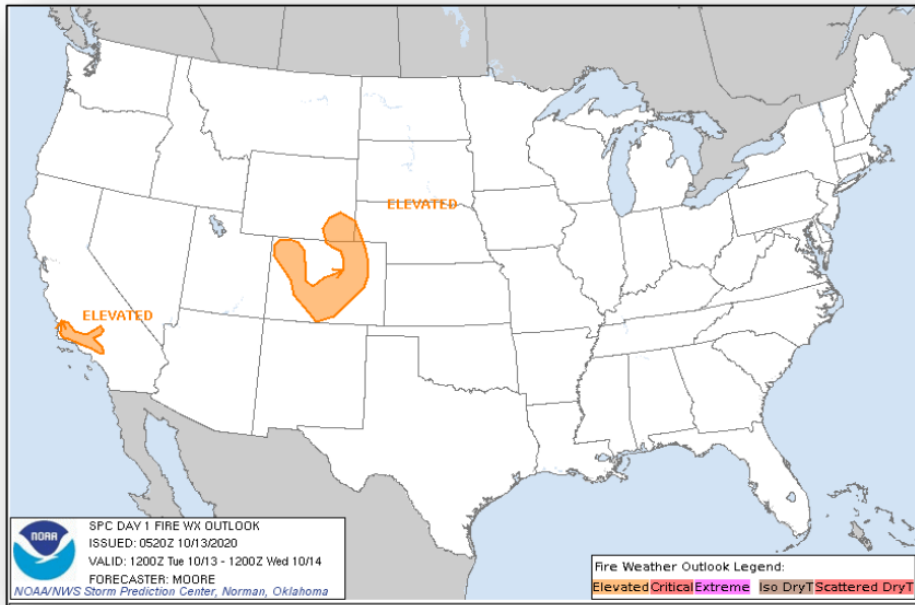 ELEVATED
ELEVATED
NOAA
SPC DAY 1 FIRE WX OUTLOOK
ISSUED: 0520Z 10/13/2020
VALID: 1200Z Tue 10/13 - 1200Z Wed 10/14
FORECASTER: MOORE
NOAA/NWS Storm Prediction Center, Norman, Oklahoma
Fire Weather Outlook Legend:
Elevated Critical Extreme Iso DryT Scattered DryT